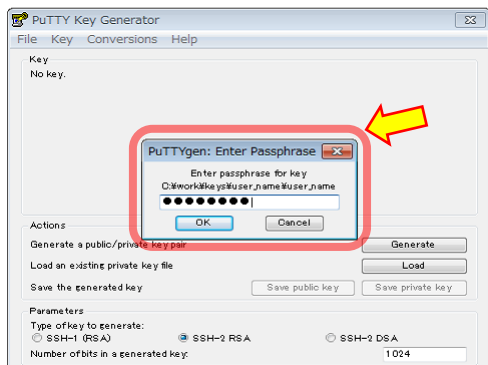 PuTTY Key Generator
File Key Conversions Help
Key
No key.
PuTTYgen: Enter Passphrase
Enter passphrase for key
C:¥work¥keys¥user_name¥user_name
●●●●●●●●
OK Cancel
Actions
Generate a public/private key pair Generate
Load an existing private key file Load
Save the generated key Save public key Save private key
Parameters
Type of key to generate:
SSH-1 (RSA) SSH-2 RSA SSH-2 DSA
Number of bits in a generated key: 1024